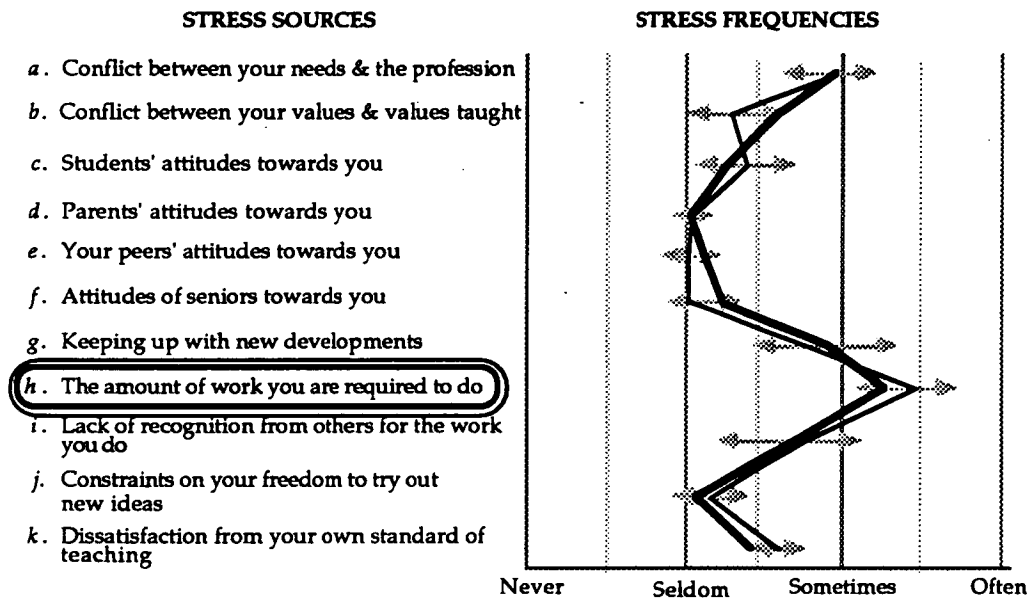 STRESS SOURCES
STRESS FREQUENCIES
a. Conflict between your needs & the profession
b. Conflict between your values & values taught
c. Students' attitudes towards you
d. Parents' attitudes towards you
e. Your peers' attitudes towards you
f. Attitudes of seniors towards you
g. Keeping up with new developments
h. The amount of work you are required to do
i. Lack of recognition from others for the work
you do
j. Constraints on your freedom to try out
new ideas
k. Dissatisfaction from your own standard of
teaching
Never
Seldom
Sometimes
Often